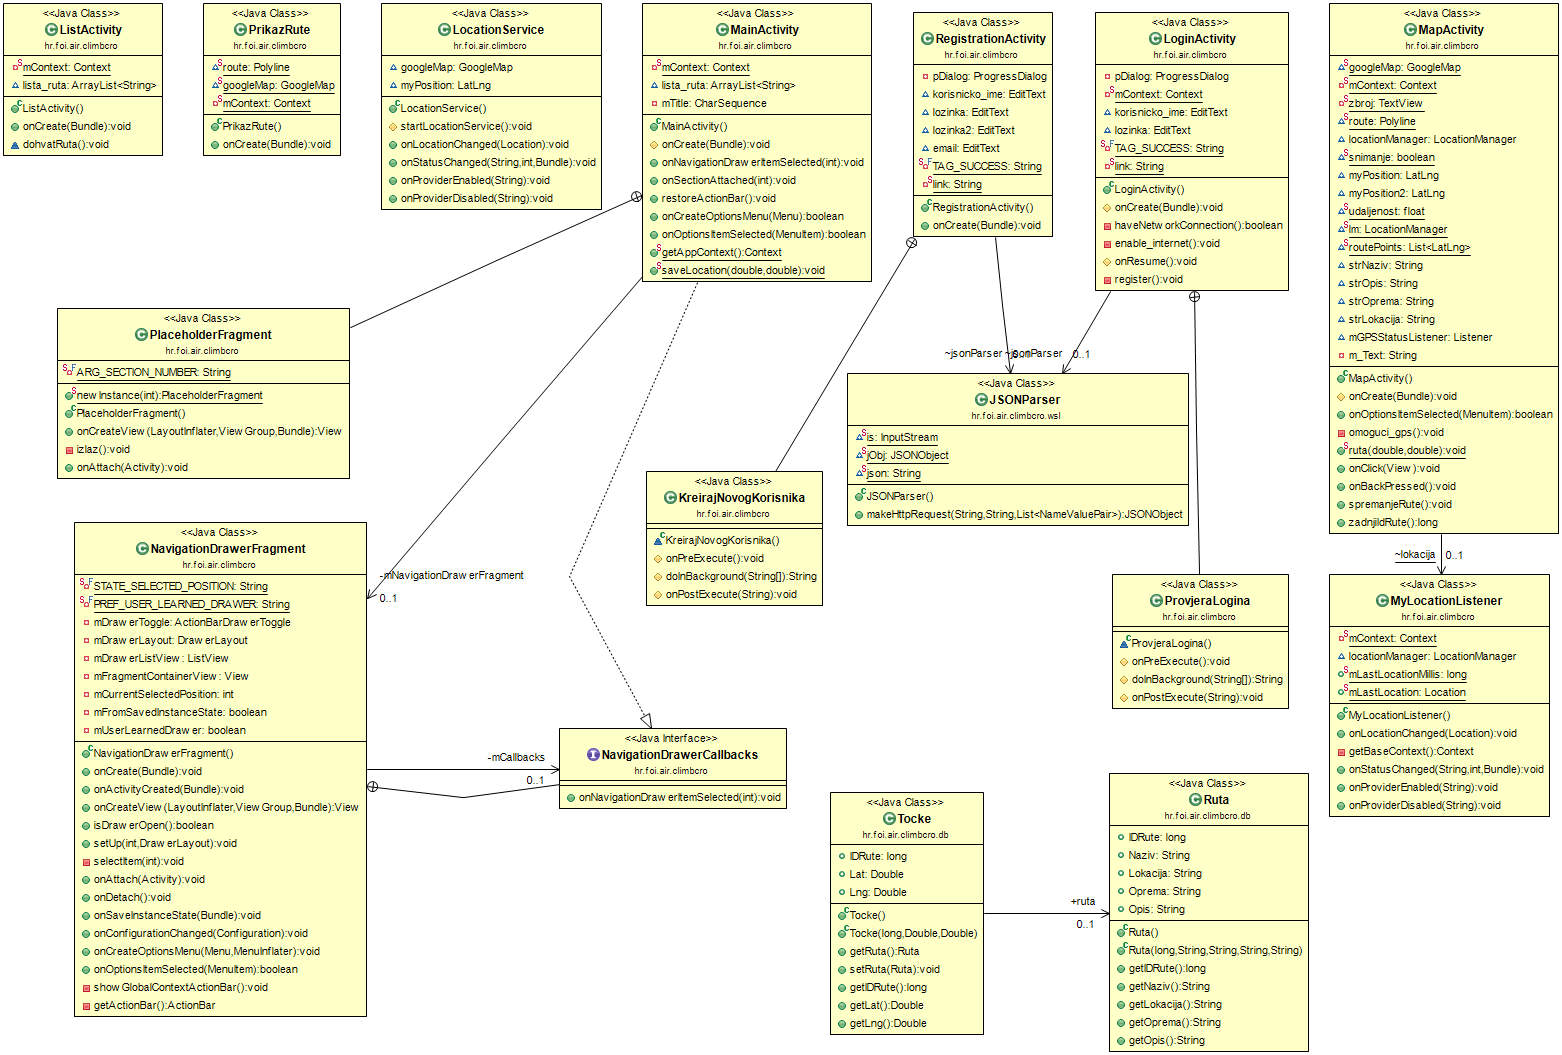 <<Java Class>>
ListActivity
hr.foi.air.climbcro
mContext: Context
lista_ruta: ArrayList<String>
ListActivity()
onCreate(Bundle):void
dohvatRuta():void
<<Java Class>>
PrikazRute
hr.foi.air.climbcro
route: Polyline
googleMap: GoogleMap
mContext: Context
PrikazRute()
onCreate(Bundle):void
<<Java Class>>
LocationService
hr.foi.air.climbcro
googleMap: GoogleMap
myPosition: LatLng
LocationService()
startLocationService():void
onLocationChanged(Location):void
onStatusChanged(String,int,Bundle):void
onProviderEnabled(String):void
onProviderDisabled(String):void
<<Java Class>>
MainActivity
hr.foi.air.climbcro
mContext: Context
lista_ruta: ArrayList<String>
mTitle: CharSequence
MainActivity()
onCreate(Bundle):void
onNavigationDrawerItemSelected(int):void
onSectionAttached(int):void
restoreActionBar():void
onCreateOptionsMenu(Menu):boolean
onOptionsItemSelected(MenuItem):boolean
getAppContext():Context
saveLocation(double,double):void
<<Java Class>>
RegistrationActivity
hr.foi.air.climbcro
pDialog: ProgressDialog
korisnicko_ime: EditText
lozinka: EditText
lozinka2: EditText
email: EditText
TAG_SUCCESS: String
link: String
RegistrationActivity()
onCreate(Bundle):void
<<Java Class>>
LoginActivity
hr.foi.air.climbcro
pDialog: ProgressDialog
mContext: Context
korisnicko_ime: EditText
lozinka: EditText
TAG_SUCCESS: String
link: String
LoginActivity()
onCreate(Bundle):void
haveNetworkConnection():boolean
enable_internet():void
onResume():void
register():void
<<Java Class>>
MapActivity
hr.foi.air.climbcro
googleMap: GoogleMap
mContext: Context
zbroj: TextView
route: Polyline
locationManager: LocationManager
snimanje: boolean
myPosition: LatLng
myPosition2: LatLng
udaljenost: float
lm: LocationManager
routePoints: List<LatLng>
strNaziv: String
strOpis: String
strOprema: String
strLokacija: String
mGPSStatusListener: Listener
m_Text: String
MapActivity()
onCreate(Bundle):void
onOptionsItemSelected(MenuItem):boolean
omoguci_gps():void
ruta(double,double):void
onClick(View):void
onBackPressed():void
spremanjeRute():void
zadnjiIdRute():long
<<Java Class>>
PlaceholderFragment
hr.foi.air.climbcro
ARG_SECTION_NUMBER: String
newInstance(int):PlaceholderFragment
PlaceholderFragment()
onCreateView(LayoutInflater,ViewGroup,Bundle):View
izlaz():void
onAttach(Activity):void
~jsonParser
0..1
~jsonParser
0..1
<<Java Class>>
JSONParser
hr.foi.air.climbcro.wsl
is: InputStream
jObj: JSONObject
json: String
JSONParser()
makeHttpRequest(String,String,List<NameValuePair>):JSONObject
<<Java Class>>
KreirajNovogKorisnika
hr.foi.air.climbcro
KreirajNovogKorisnika()
onPreExecute():void
doInBackground(String[]):String
onPostExecute(String):void
<<Java Class>>
NavigationDrawerFragment
hr.foi.air.climbcro
STATE_SELECTED_POSITION: String
PREF_USER_LEARNED_DRAWER: String
mDrawerToggle: ActionBarDrawerToggle
mDrawerLayout: DrawerLayout
mDrawerListView: ListView
mFragmentContainerView: View
mCurrentSelectedPosition: int
mFromSavedInstanceState: boolean
mUserLearnedDrawer: boolean
NavigationDrawerFragment()
onCreate(Bundle):void
onActivityCreated(Bundle):void
onCreateView(LayoutInflater,ViewGroup,Bundle):View
isDrawerOpen():boolean
setUp(int,DrawerLayout):void
selectItem(int):void
onAttach(Activity):void
onDetach():void
onSaveInstanceState(Bundle):void
onConfigurationChanged(Configuration):void
onCreateOptionsMenu(Menu,MenuInflater):void
onOptionsItemSelected(MenuItem):boolean
showGlobalContextActionBar():void
getActionBar():ActionBar
-mNavigationDrawerFragment
0..1
~lokacija
0..1
<<Java Class>>
ProvjeraLogina
hr.foi.air.climbcro
ProvjeraLogina()
onPreExecute():void
doInBackground(String[]):String
onPostExecute(String):void
<<Java Class>>
MyLocationListener
hr.foi.air.climbcro
mContext: Context
locationManager: LocationManager
mLastLocationMillis: long
mLastLocation: Location
MyLocationListener()
onLocationChanged(Location):void
getBaseContext():Context
onStatusChanged(String,int,Bundle):void
onProviderEnabled(String):void
onProviderDisabled(String):void
-mCallbacks
0..1
<<Java Interface>>
NavigationDrawerCallbacks
hr.foi.air.climbcro
onNavigationDrawerItemSelected(int):void
<<Java Class>>
Tocke
hr.foi.air.climbcro.db
IDRute: long
Lat: Double
Lng: Double
Tocke()
Tocke(long,Double,Double)
getRuta():Ruta
setRuta(Ruta):void
getIDRute():long
getLat():Double
getLng():Double
+ruta
0..1
<<Java Class>>
Ruta
hr.foi.air.climbcro.db
IDRute: long
Naziv: String
Lokacija: String
Oprema: String
Opis: String
Ruta()
Ruta(long,String,String,String,String)
getIDRute():long
getNaziv():String
getLokacija():String
getOprema():String
getOpis():String